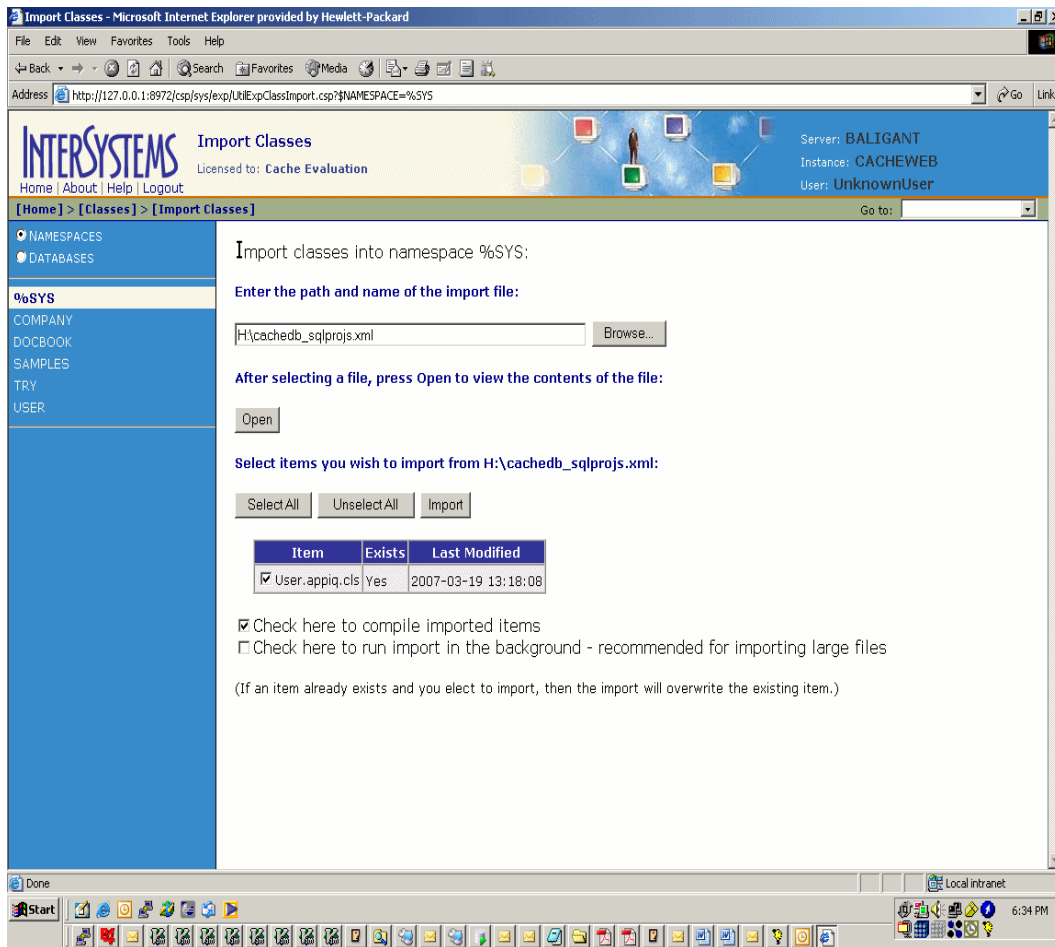 Import Classes - Microsoft Internet Explorer provided by Hewlett-Packard
File Edit View Favorites Tools Help
Back Search Favorites Media
Address http://127.0.0.1:8972/csp/sys/exp/UtilExpClassImport.csp?$NAMESPACE=%SYS Go Link
INTERSYSTEMS
Import Classes
Licensed to: Cache Evaluation
Home | About | Help | Logout
Server: BALIGANT
Instance: CACHEWEB
User: UnknownUser
[Home] > [Classes] > [Import Classes] Go to:
NAMESPACES
DATABASES
%SYS
COMPANY
DOCBOOK
SAMPLES
TRY
USER
Import classes into namespace %SYS:
Enter the path and name of the import file:
H:\cachedb_sqlprojs.xml Browse...
After selecting a file, press Open to view the contents of the file:
Open
Select items you wish to import from H:\cachedb_sqlprojs.xml:
Select All Unselect All Import
Item Exists Last Modified
User.appiq.cls Yes 2007-03-19 13:18:08
Check here to compile imported items
Check here to run import in the background - recommended for importing large files
(If an item already exists and you elect to import, then the import will overwrite the existing item.)
Done Local intranet
Start 6:34 PM